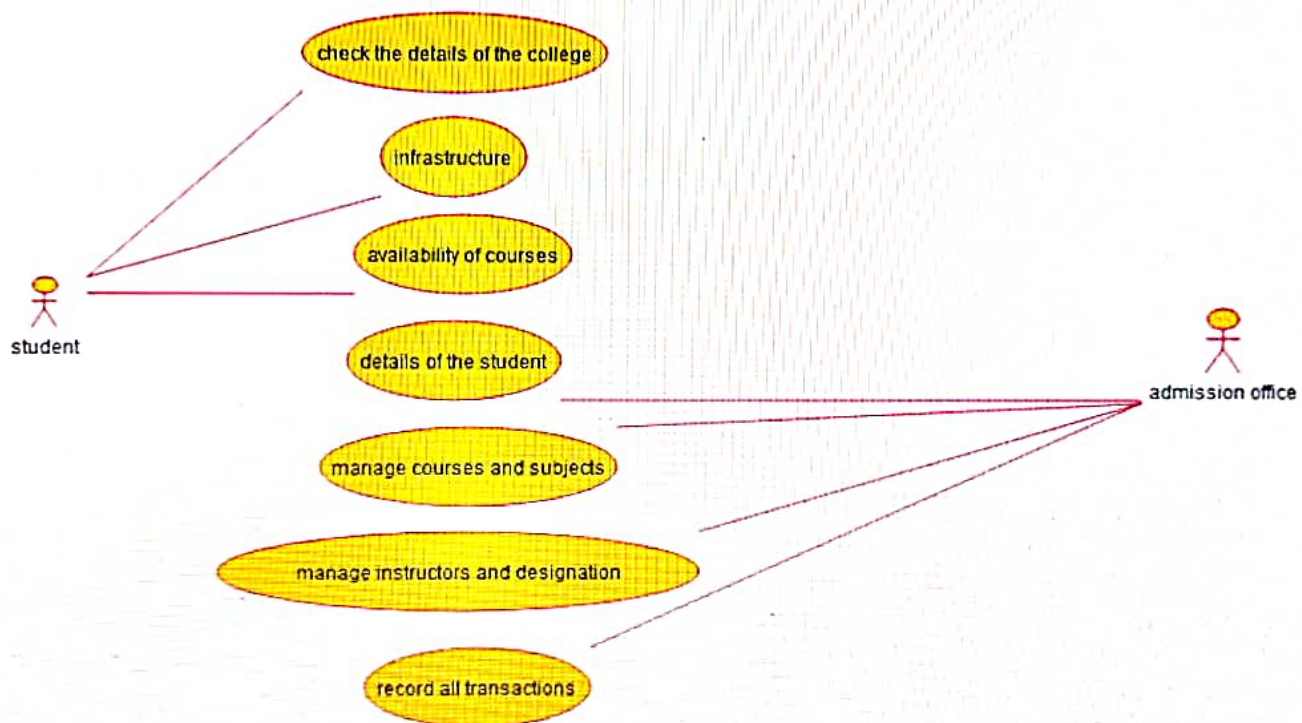 check the details of the college
infrastructure
availability of courses
student
details of the student
admission office
manage courses and subjects
manage instructors and designation
record all transactions